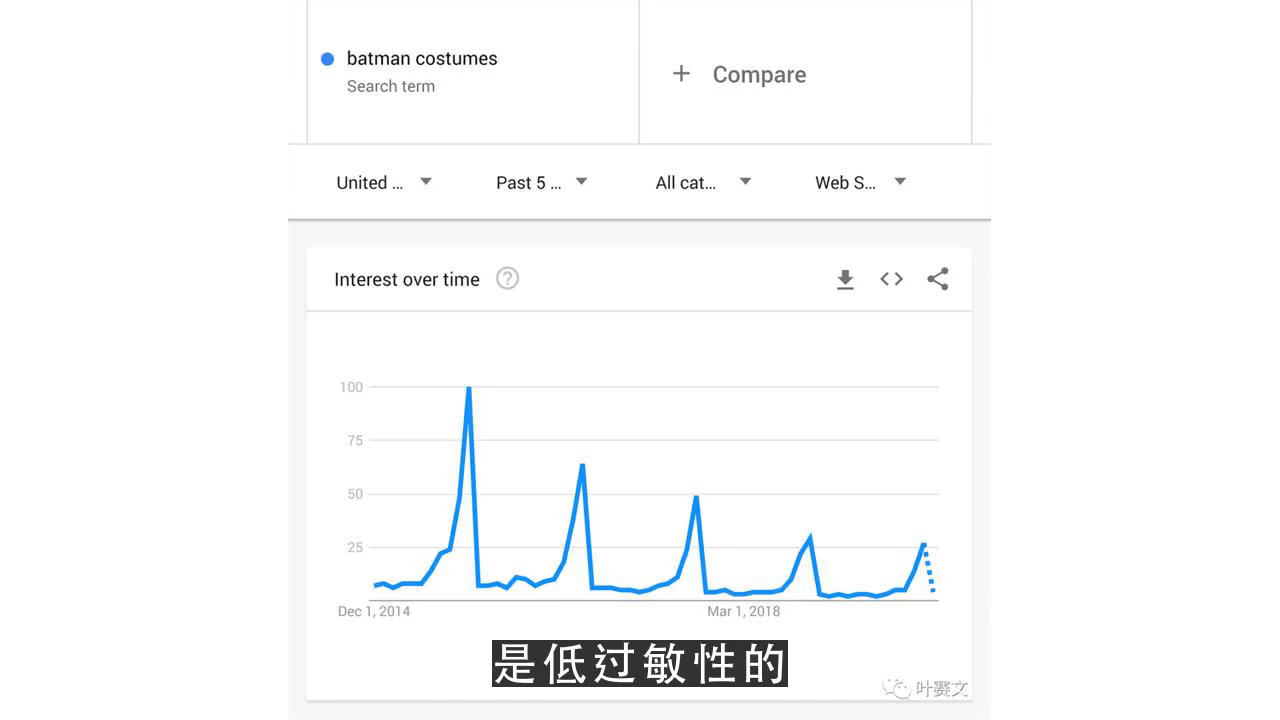 batman costumes
Search term
+ Compare
United ...
Past 5 ...
All cat...
Web S...
Interest over time ?
100
75
50
25
Dec 1, 2014
Mar 1, 2018
是低过敏性的
叶赛文